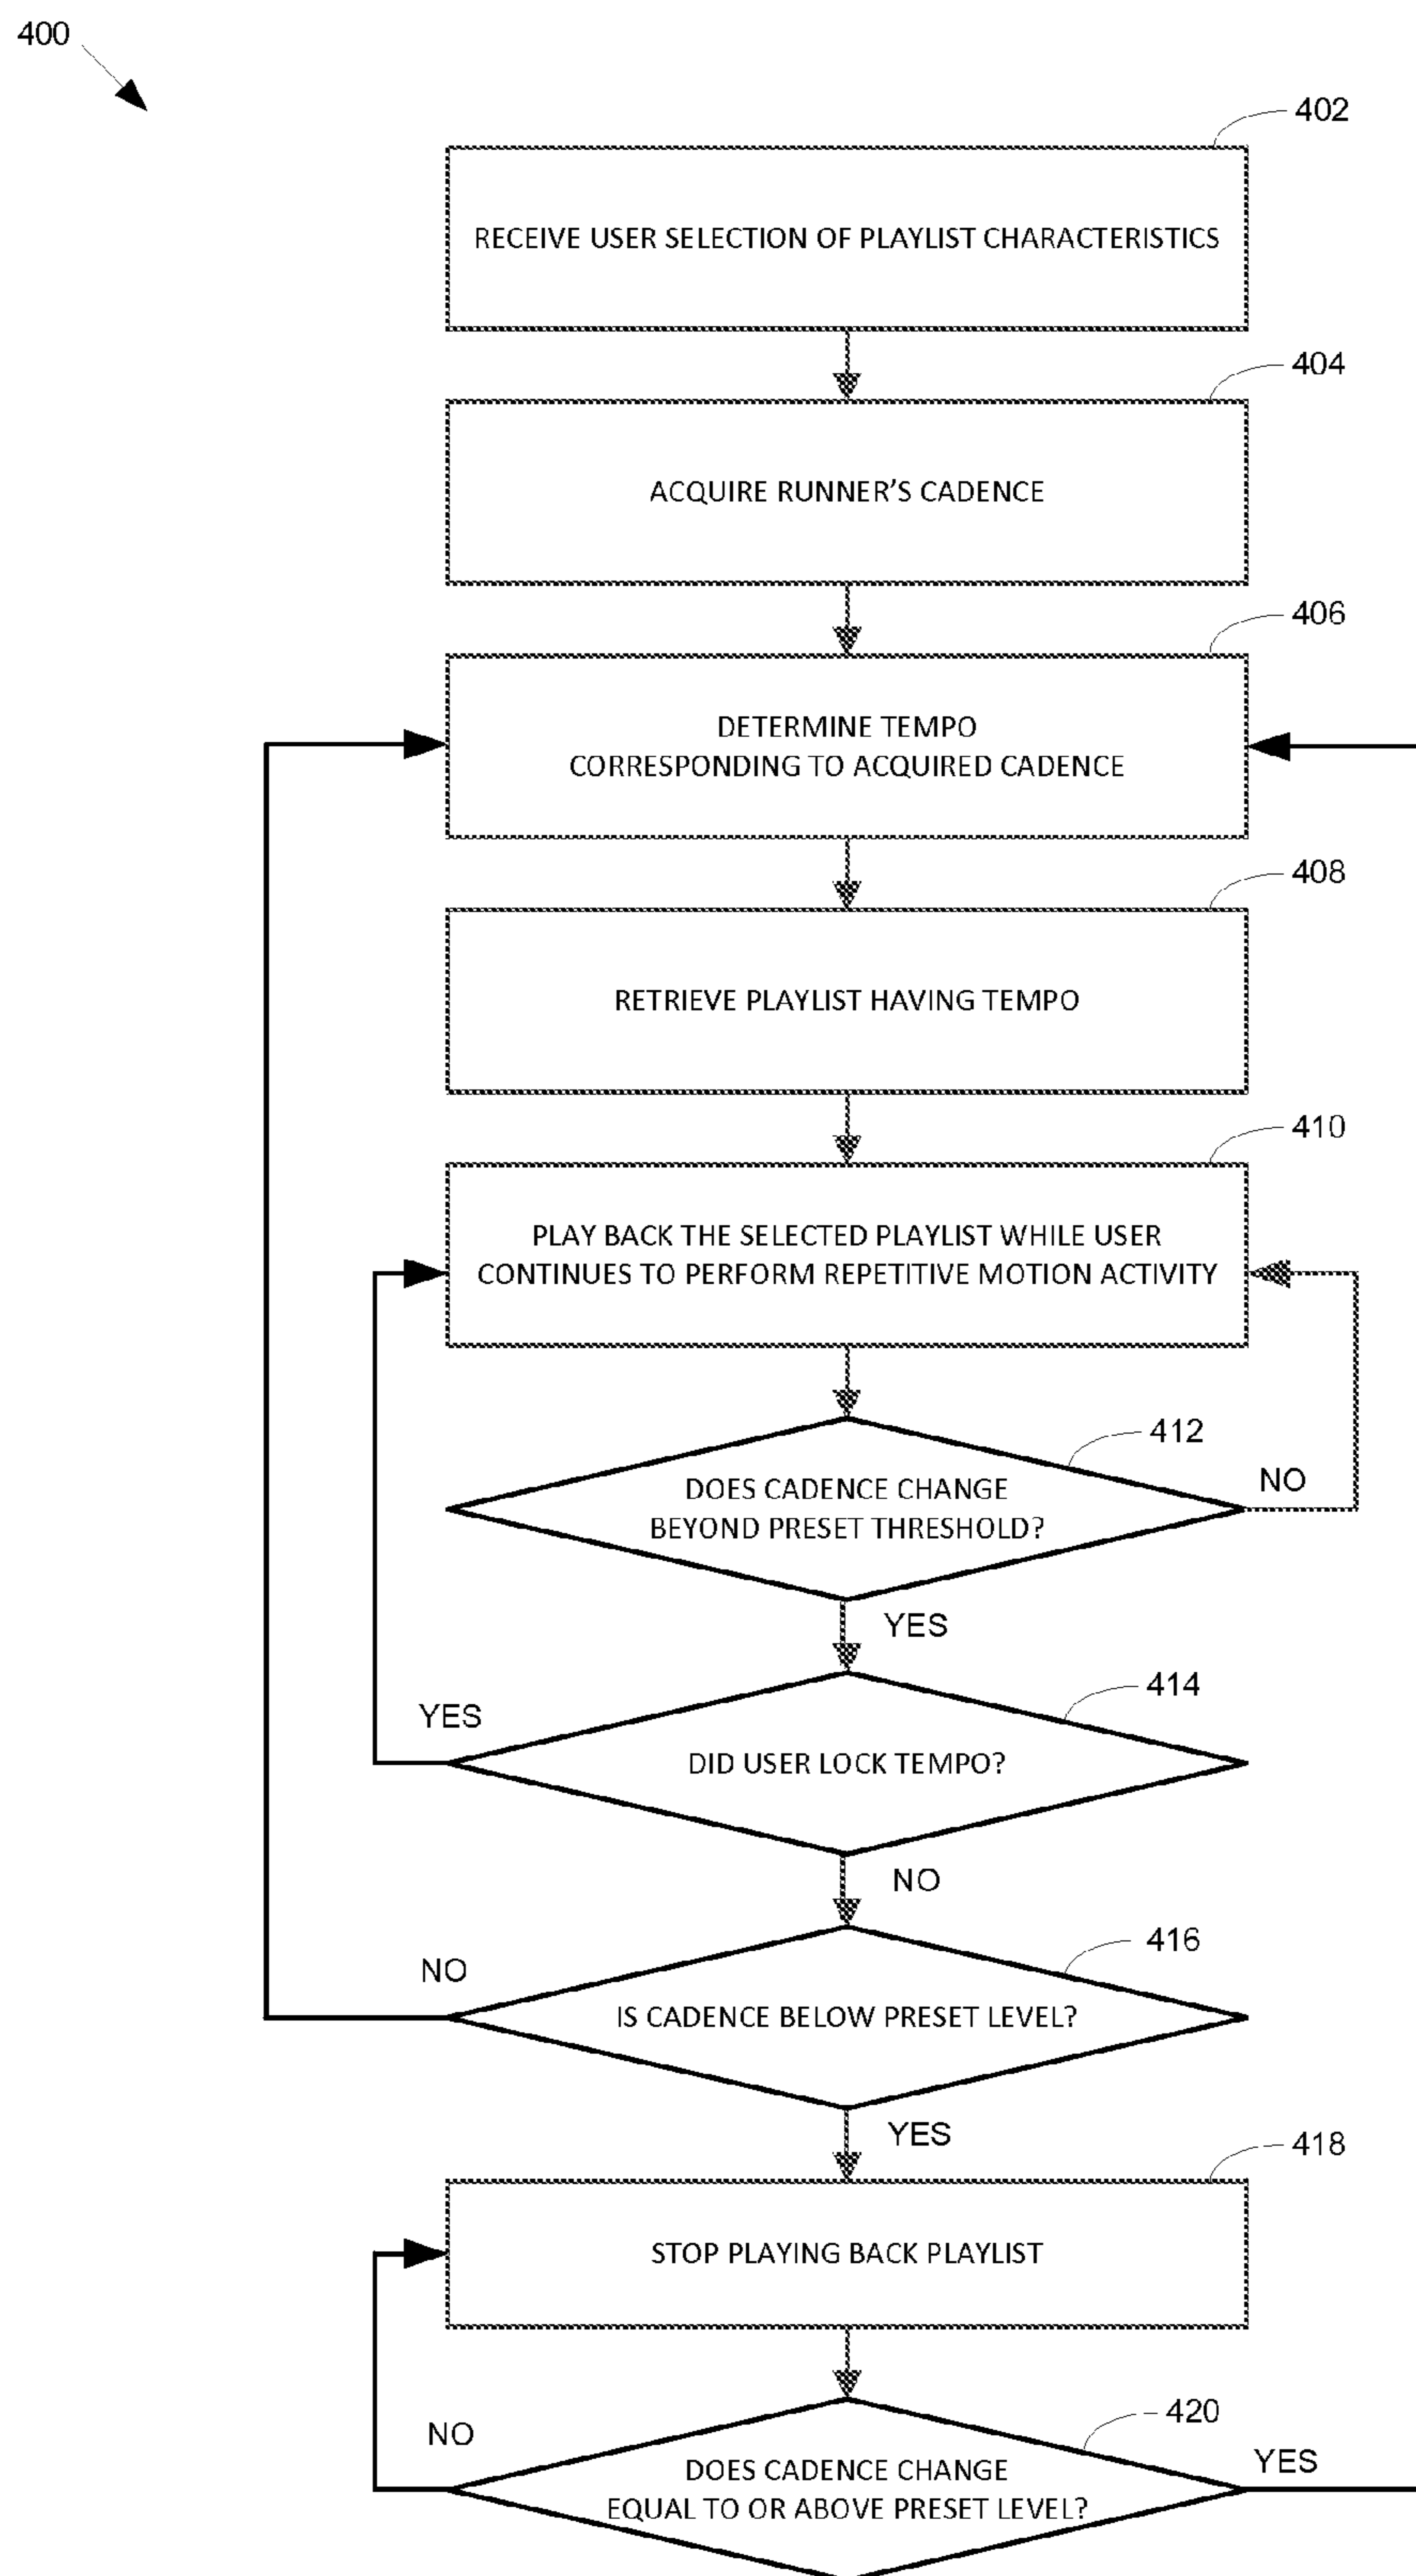 400
402
RECEIVE USER SELECTION OF PLAYLIST CHARACTERISTICS
404
ACQUIRE RUNNER'S CADENCE
406
DETERMINE TEMPO
CORRESPONDING TO ACQUIRED CADENCE
408
RETRIEVE PLAYLIST HAVING TEMPO
410
PLAY BACK THE SELECTED PLAYLIST WHILE USER
CONTINUES TO PERFORM REPETITIVE MOTION ACTIVITY
412
DOES CADENCE CHANGE
BEYOND PRESET THRESHOLD?
NO
YES
414
YES
DID USER LOCK TEMPO?
NO
416
NO
IS CADENCE BELOW PRESET LEVEL?
YES
418
STOP PLAYING BACK PLAYLIST
420
NO
YES
DOES CADENCE CHANGE
EQUAL TO OR ABOVE PRESET LEVEL?